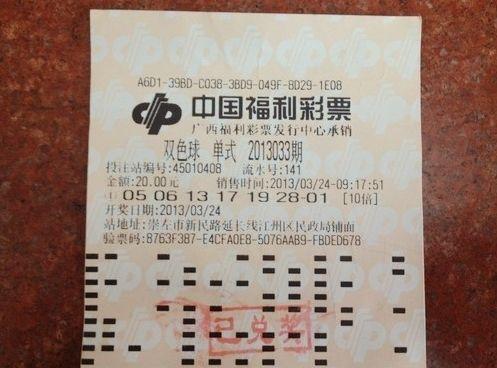 A6D1-39BD-C03B-3BD9-049F-8D29-1E08
中国福利彩票
广西福利彩票发行中心承销
双色球 单式 2013033期
投注站编号:45010408 流水号:141
金额:20.00元 销售时间:2013/03/24-09:17:51
05 06 13 17 19 28-01 [10倍]
开奖日期:2013/03/24
站地址:崇左市新民路延长线江州区民政局铺面
验票码:8763F387-E4CFA0E8-5076AAB9-FBDED678
已兑奖